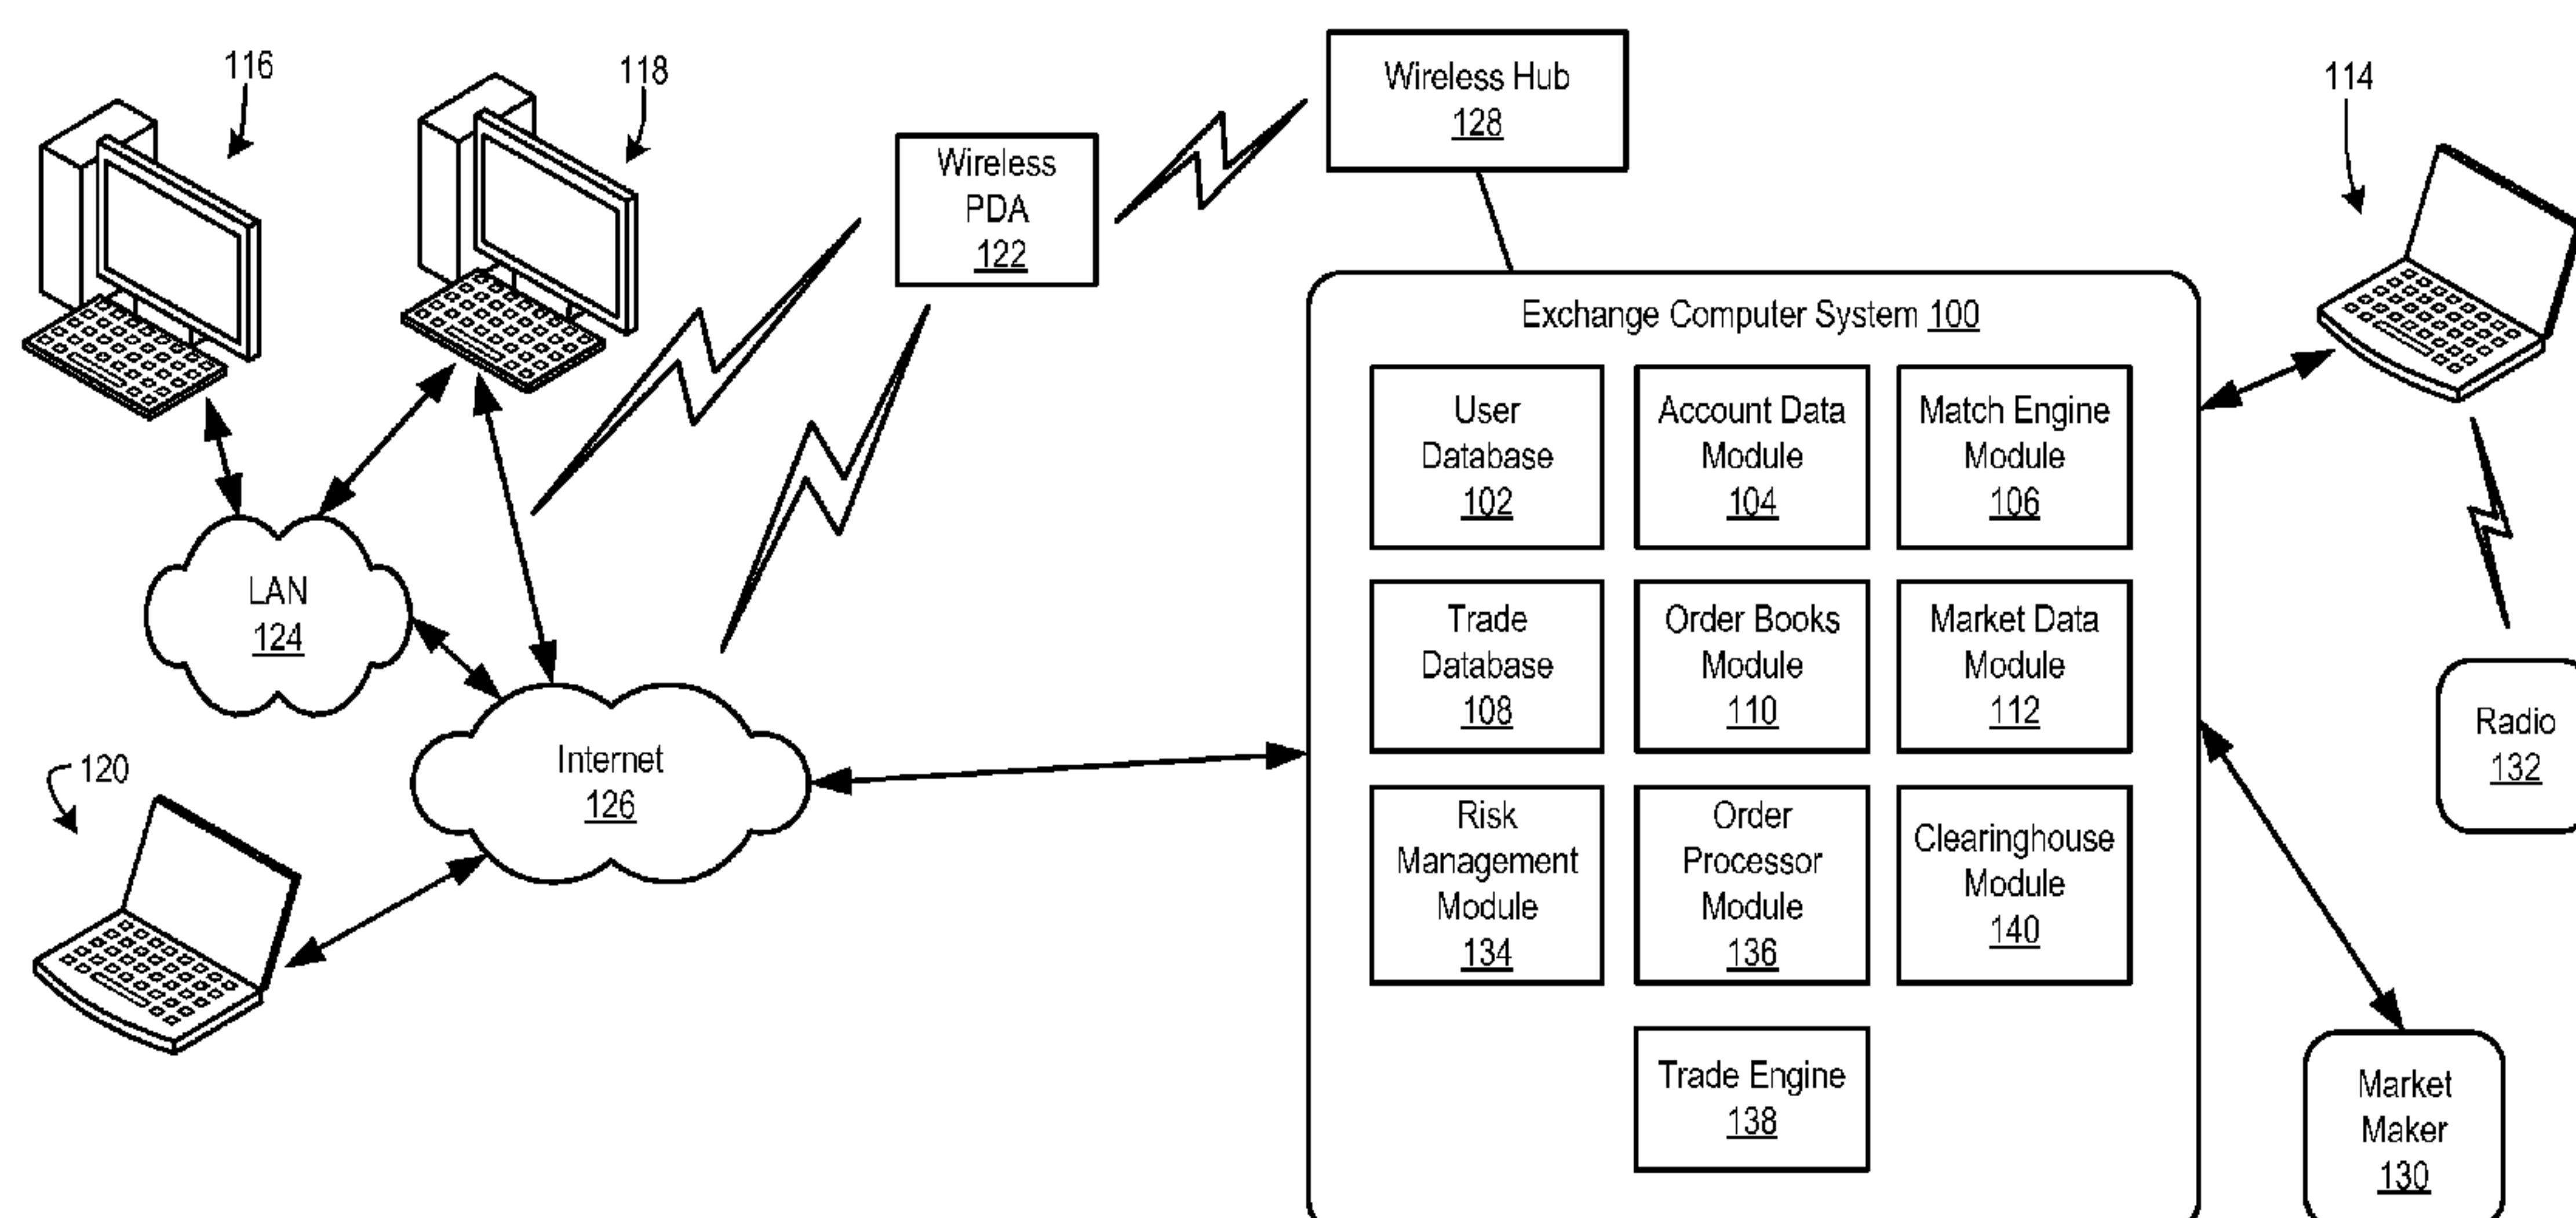 116
118
Wireless Hub
128
114
Wireless
PDA
122
Exchange Computer System 100
User
Database
102
Account Data
Module
104
Match Engine
Module
106
LAN
124
Trade
Database
108
Order Books
Module
110
Market Data
Module
112
Radio
132
120
Internet
126
Risk
Management
Module
134
Order
Processor
Module
136
Clearinghouse
Module
140
Trade Engine
138
Market
Maker
130